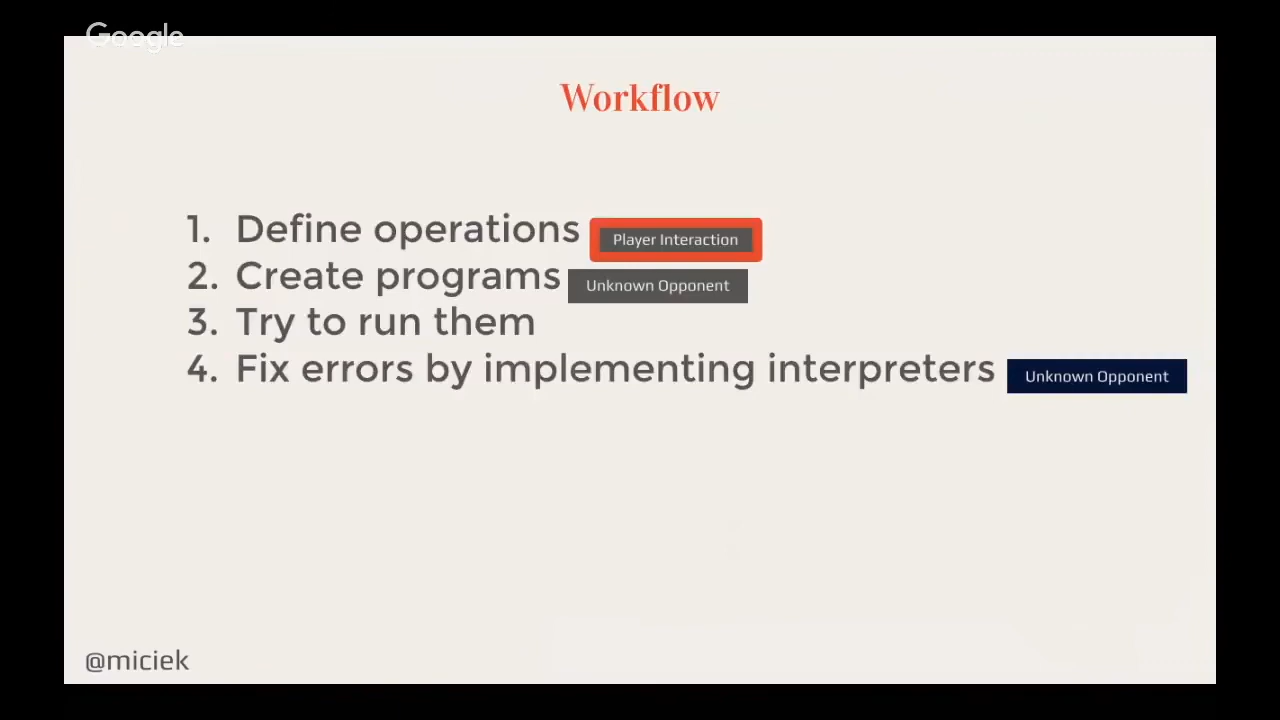 Google
Workflow
1. Define operations Player Interaction
2. Create programs Unknown Opponent
3. Try to run them
4. Fix errors by implementing interpreters Unknown Opponent
@miciek